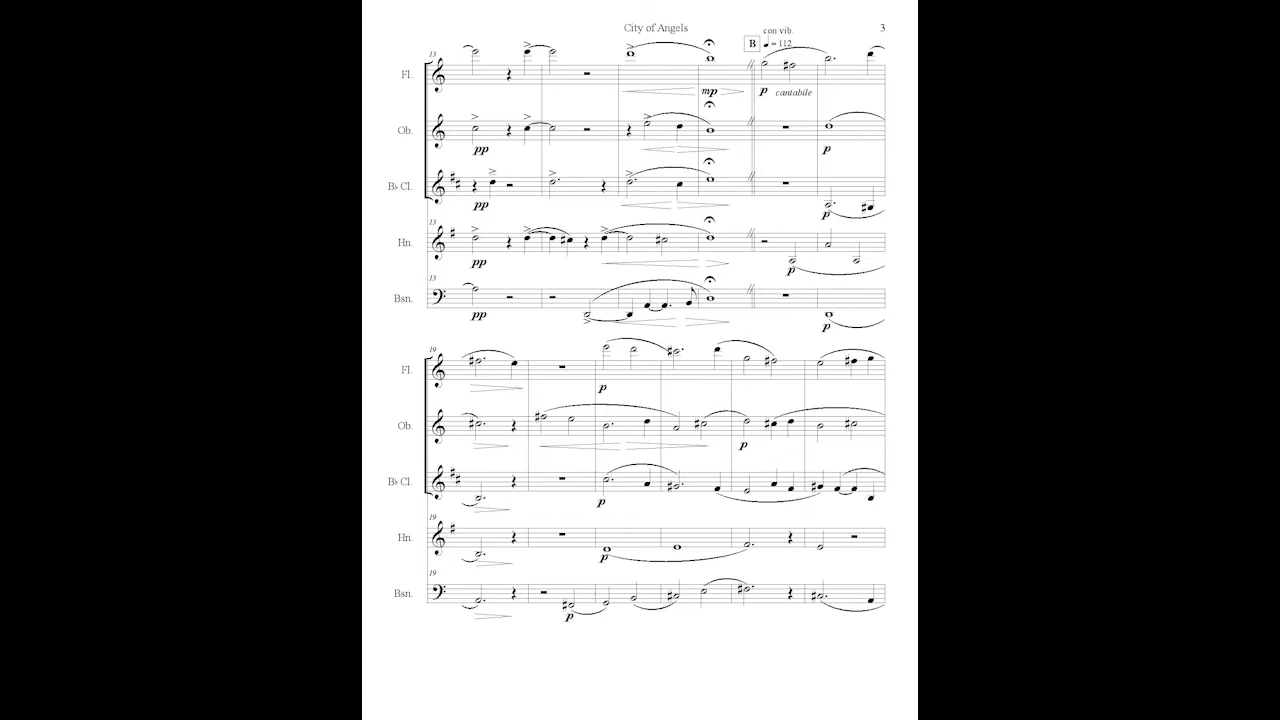 City of Angels 3
B con vib.
♩ = 112
13
Fl.
mp p cantabile
Ob.
pp p
B♭ Cl.
pp p
13
Hn.
pp p
13
Bsn.
pp p
19
Fl.
p
Ob.
p
B♭ Cl.
p
19
Hn.
p
19
Bsn.
p